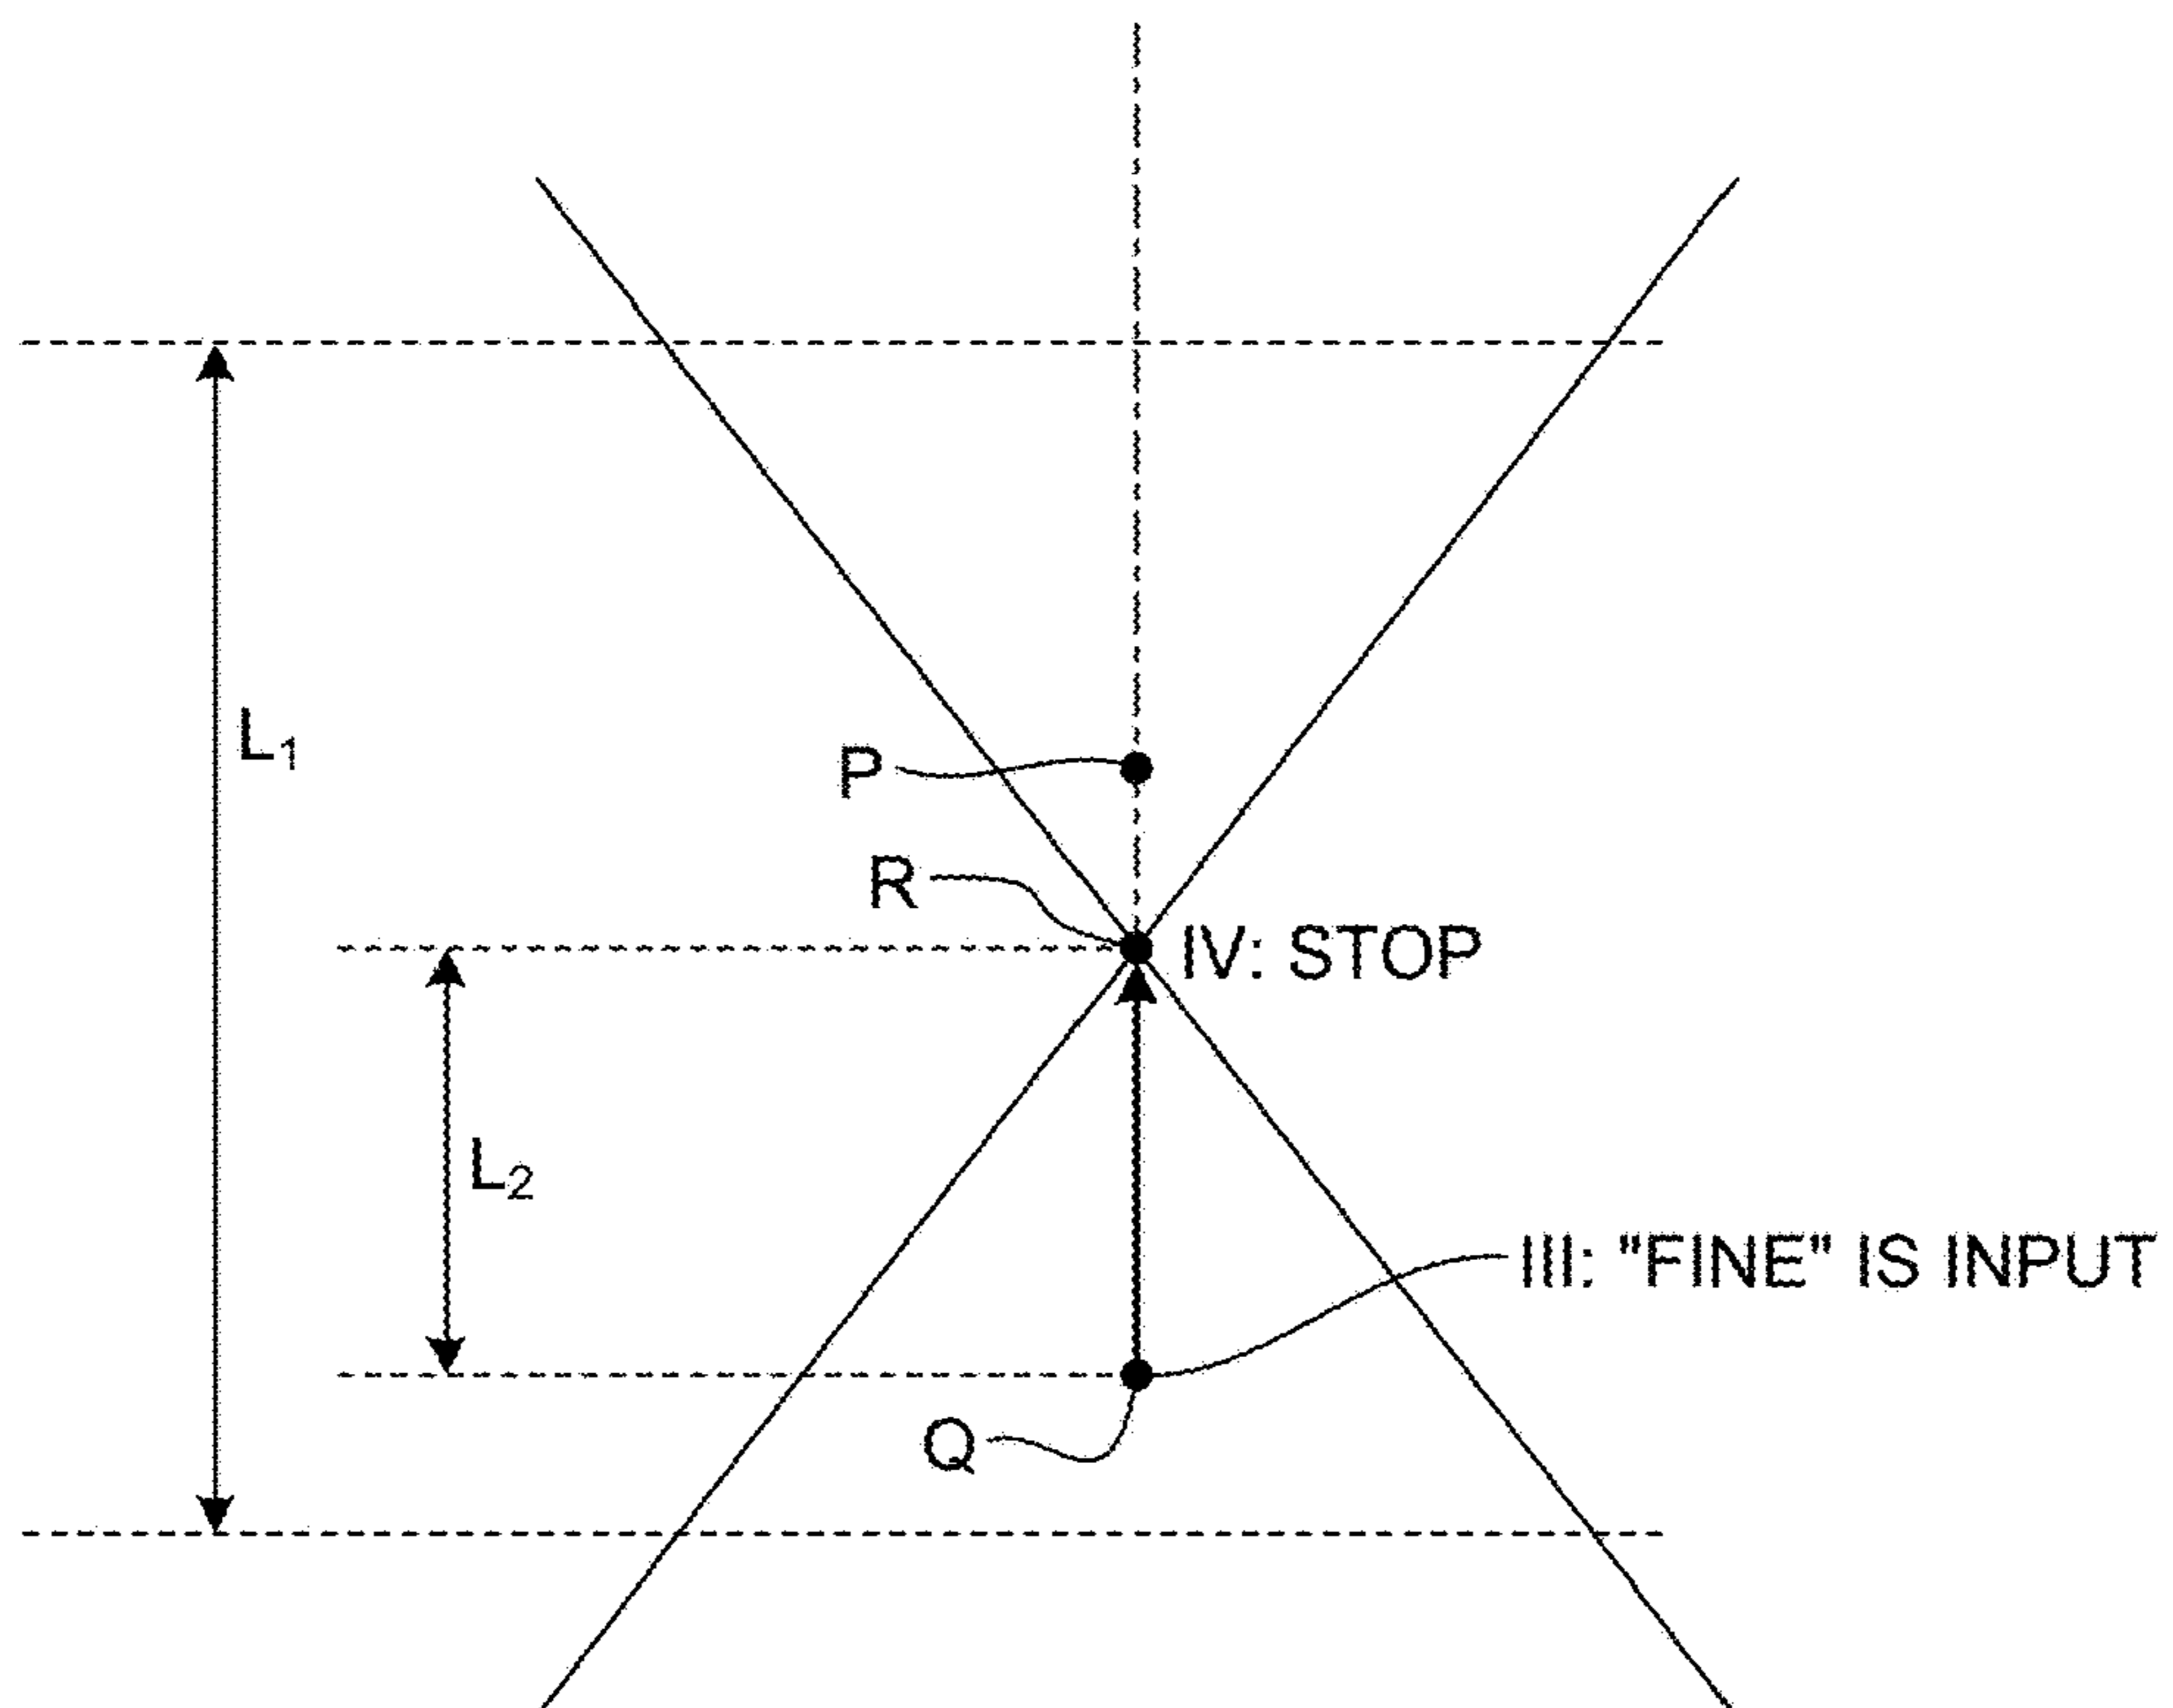 L₁
P
R
IV: STOP
L₂
III: "FINE" IS INPUT
Q